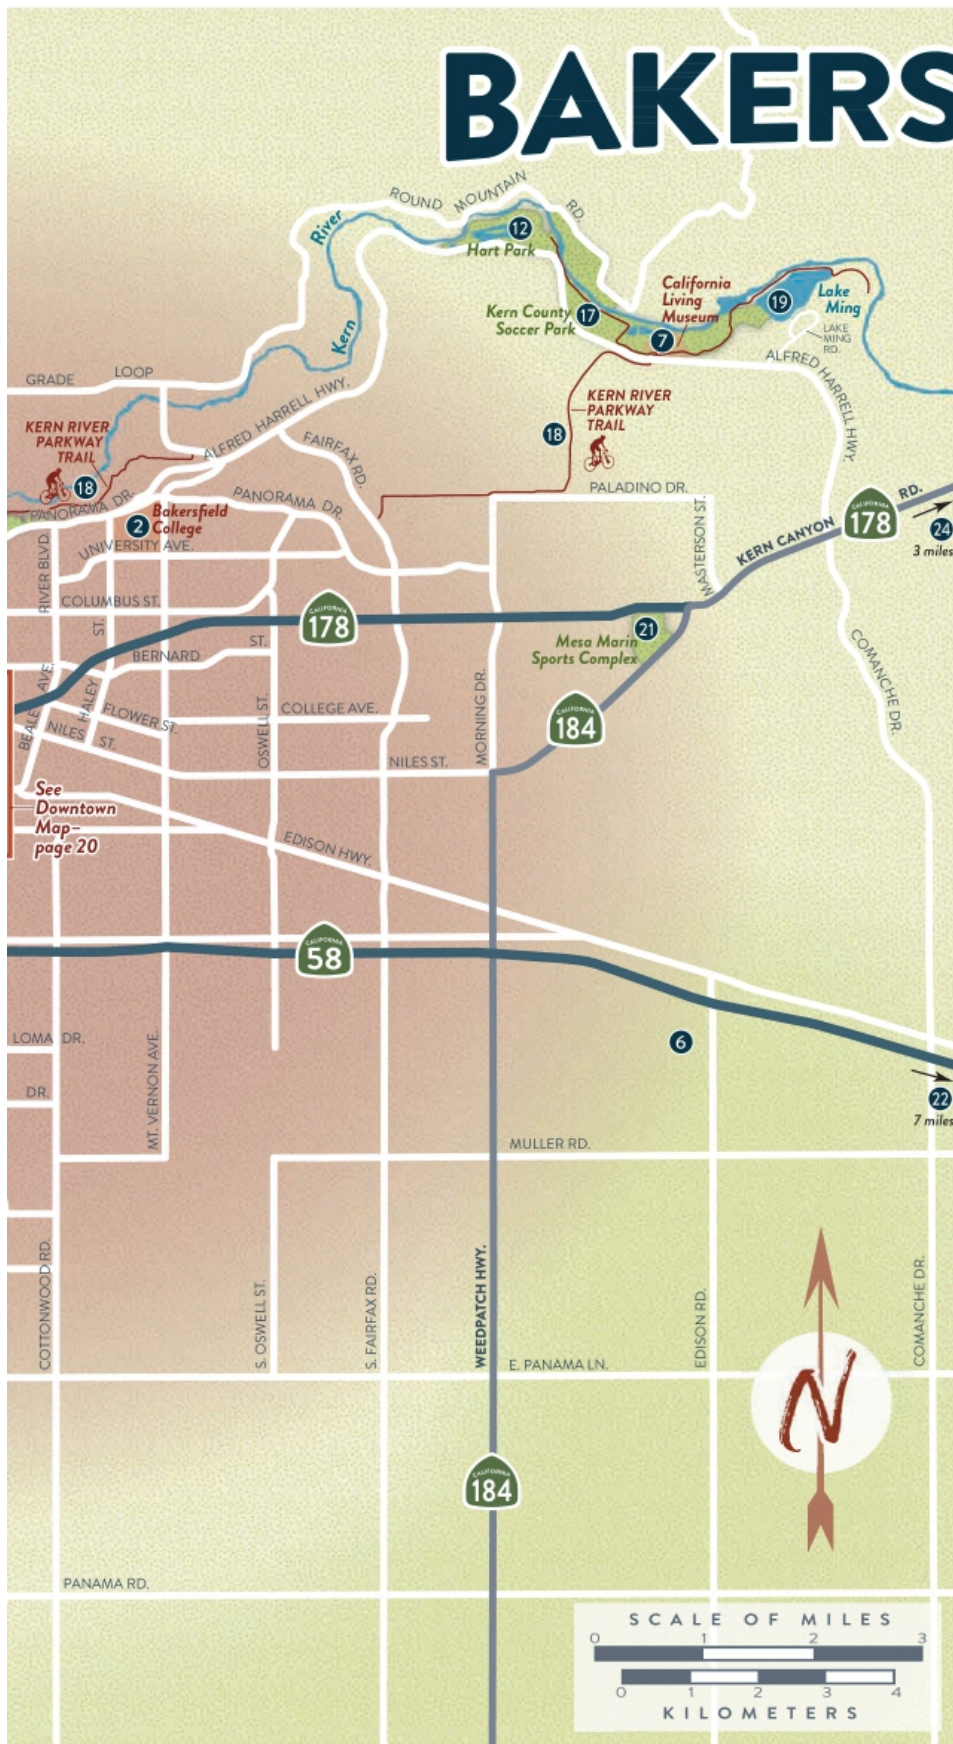 BAKERS
ROUND MOUNTAIN RD.
River
Kern
12
Hart Park
Kern County
Soccer Park
17
California
Living
Museum
7
19
Lake
Ming
LAKE
MING
RD.
ALFRED HARRELL HWY.
GRADE LOOP
ALFRED HARRELL HWY.
KERN RIVER
PARKWAY
TRAIL
18
KERN RIVER
PARKWAY
TRAIL
18
FAIRFAX RD.
PANORAMA DR.
PANORAMA DR.
2
Bakersfield
College
UNIVERSITY AVE.
PALADINO DR.
MASTERSON ST.
KERN CANYON RD.
CALIFORNIA
178
24
3 miles
RIVER BLVD.
COLUMBUS ST.
CALIFORNIA
178
21
Mesa Marin
Sports Complex
BERNARD ST.
HALEY ST.
BEALE AVE.
FLOWER ST.
NILES ST.
OSWELL ST.
COLLEGE AVE.
MORNING DR.
CALIFORNIA
184
COMANCHE DR.
NILES ST.
See
Downtown
Map–
page 20
EDISON HWY.
CALIFORNIA
58
LOMA DR.
DR.
MT. VERNON AVE.
6
22
7 miles
MULLER RD.
COTTONWOOD RD.
S. OSWELL ST.
S. FAIRFAX RD.
WEEDPATCH HWY.
EDISON RD.
COMANCHE DR.
E. PANAMA LN.
N
CALIFORNIA
184
PANAMA RD.
SCALE OF MILES
0 1 2 3
0 1 2 3 4
KILOMETERS